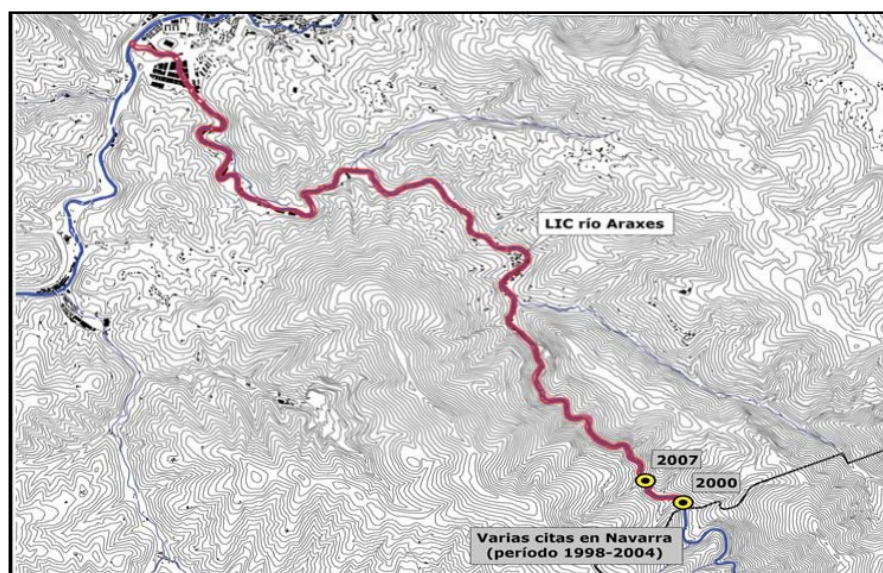 LIC río Araxes
2007
2000
Varias citas en Navarra
(período 1998-2004)